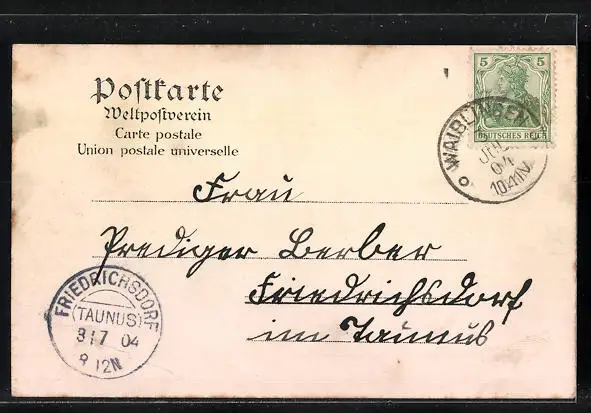 Poſtkarte
Weltpoſtverein
Carte postale
Union postale universelle
5 5
DEUTSCHES REICH
WAIBLINGEN
04
Frau
Prediger Berber
Friedrichsdorf
im Taunus
FRIEDRICHSDORF
(TAUNUS)
3 7 04
8 12N